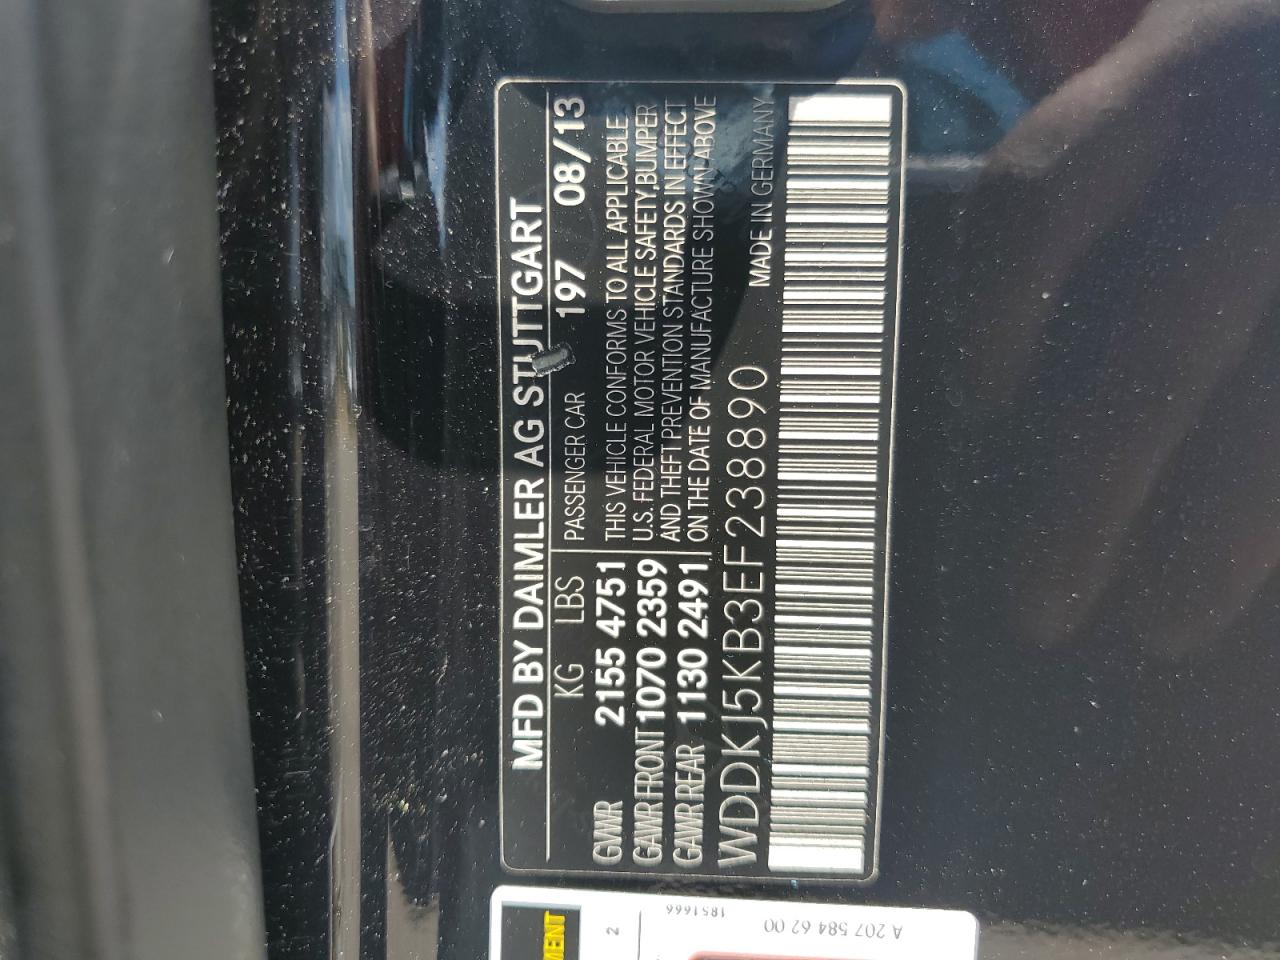 MFD BY DAIMLER AG STUTTGART
KG LBS PASSENGER CAR 197 08/13
GVWR 2155 4751
GAWR FRONT 1070 2359
GAWR REAR 1130 2491
THIS VEHICLE CONFORMS TO ALL APPLICABLE
U.S. FEDERAL MOTOR VEHICLE SAFETY,BUMPER
AND THEFT PREVENTION STANDARDS IN EFFECT
ON THE DATE OF MANUFACTURE SHOWN ABOVE
WDDKJ5KB3EF238890 MADE IN GERMANY
MENT
2
1851666
A 207 584 62 00